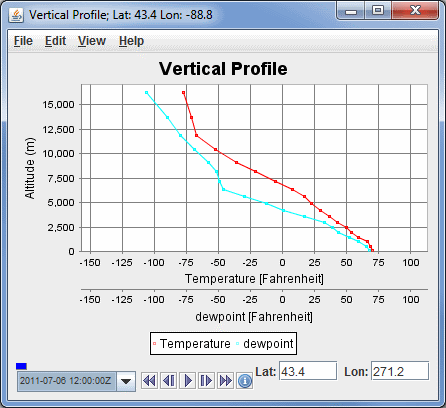 Vertical Profile; Lat: 43.4 Lon: -88.8
File Edit View Help
Vertical Profile
Altitude (m)
15,000
12,500
10,000
7,500
5,000
2,500
0
-150 -125 -100 -75 -50 -25 0 25 50 75 100
Temperature [Fahrenheit]
-150 -125 -100 -75 -50 -25 0 25 50 75 100
dewpoint [Fahrenheit]
Temperature dewpoint
2011-07-06 12:00:00Z Lat: 43.4 Lon: 271.2